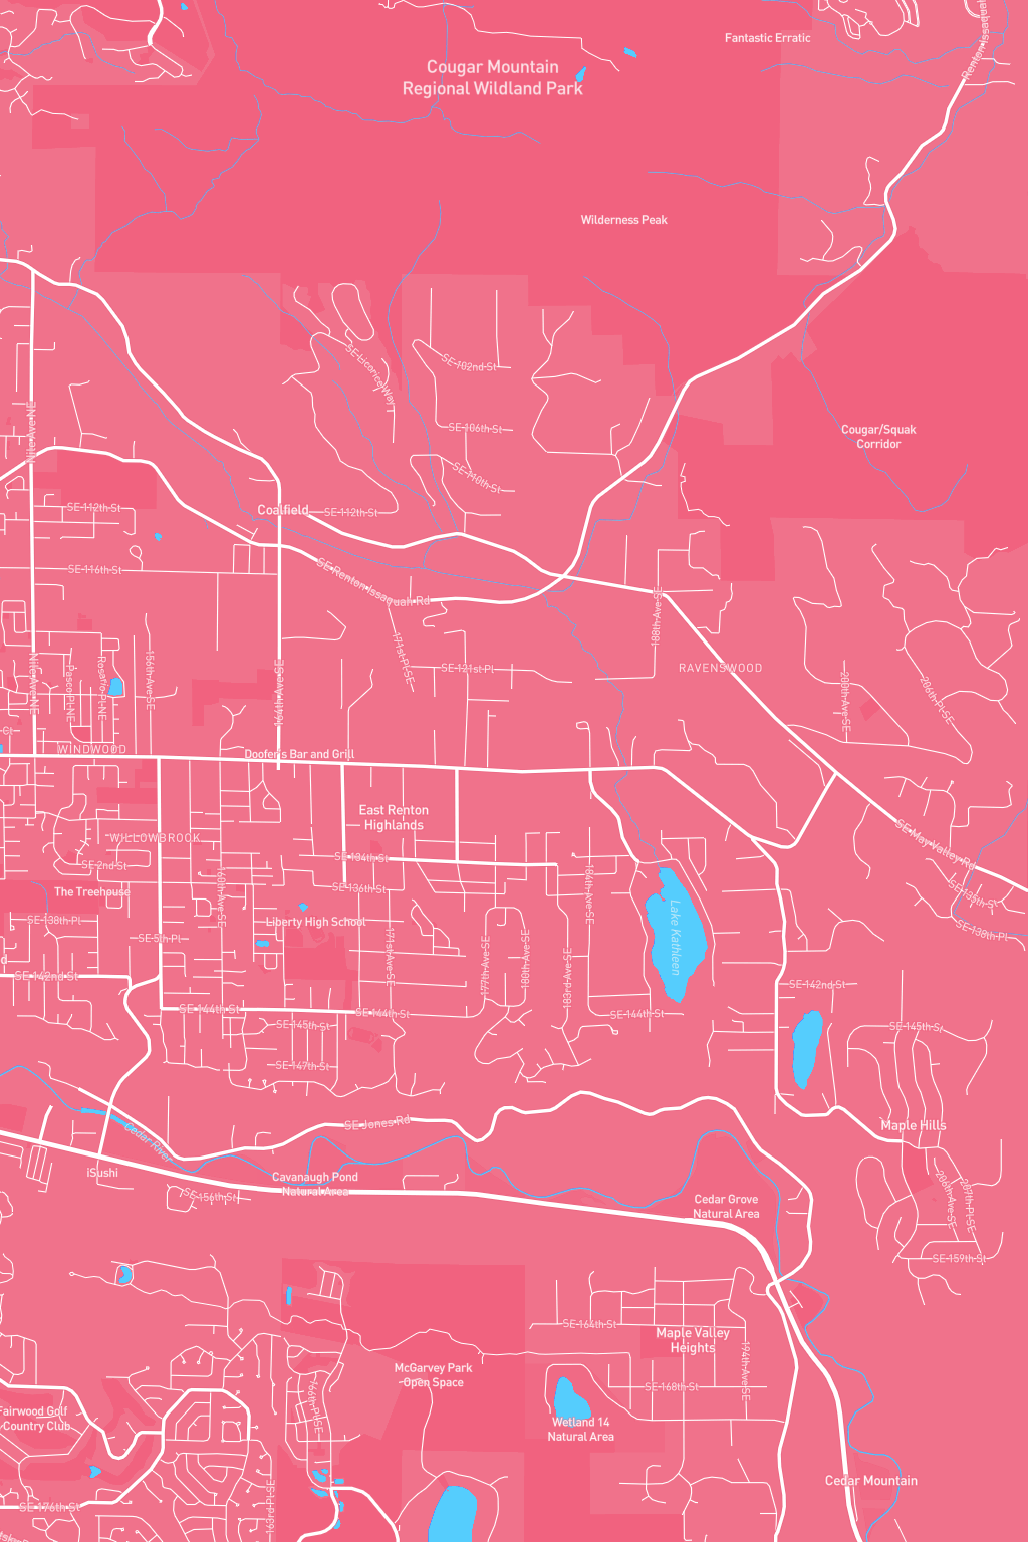 Fantastic Erratic
Renton-Issaquah
Cougar Mountain
Regional Wildland Park
Wilderness Peak
SE Licorice Way
SE 102nd St
Nile Ave NE
SE 106th St
Cougar/Squak
Corridor
SE 110th St
SE 112th St
Coalfield
SE 112th St
SE 116th St
SE Renton Issaquah Rd
188th Ave SE
171st Pl SE
Nile Ave NE
Pasco Pl NE
Rosario Pl NE
156th Ave SE
164th Ave SE
SE 121st Pl
RAVENSWOOD
200th Ave SE
206th Pl SE
Ct
WINDWOOD
Doofer's Bar and Grill
East Renton
Highlands
WILLOWBROOK
SE May Valley Rd
SE 2nd St
SE 134th St
160th Ave SE
184th Ave SE
SE 135th St
The Treehouse
SE 136th St
SE 138th Pl
Liberty High School
Lake Kathleen
SE 138th Pl
SE 5th Pl
171st Ave SE
177th Ave SE
180th Ave SE
183rd Ave SE
d
SE 142nd St
SE 142nd St
SE 144th St
SE 144th St
SE 144th St
SE 145th St
SE 145th St
SE 147th St
Cedar River
SE Jones Rd
Maple Hills
iSushi
Cavanaugh Pond
Natural Area
SE 156th St
Cedar Grove
Natural Area
206th Ave SE
207th Pl SE
SE 159th St
SE 164th St
Maple Valley
Heights
194th Ave SE
McGarvey Park
Open Space
SE 168th St
166th Pl SE
Fairwood Golf
Country Club
Wetland 14
Natural Area
Cedar Mountain
SE 176th St
163rd Pl SE